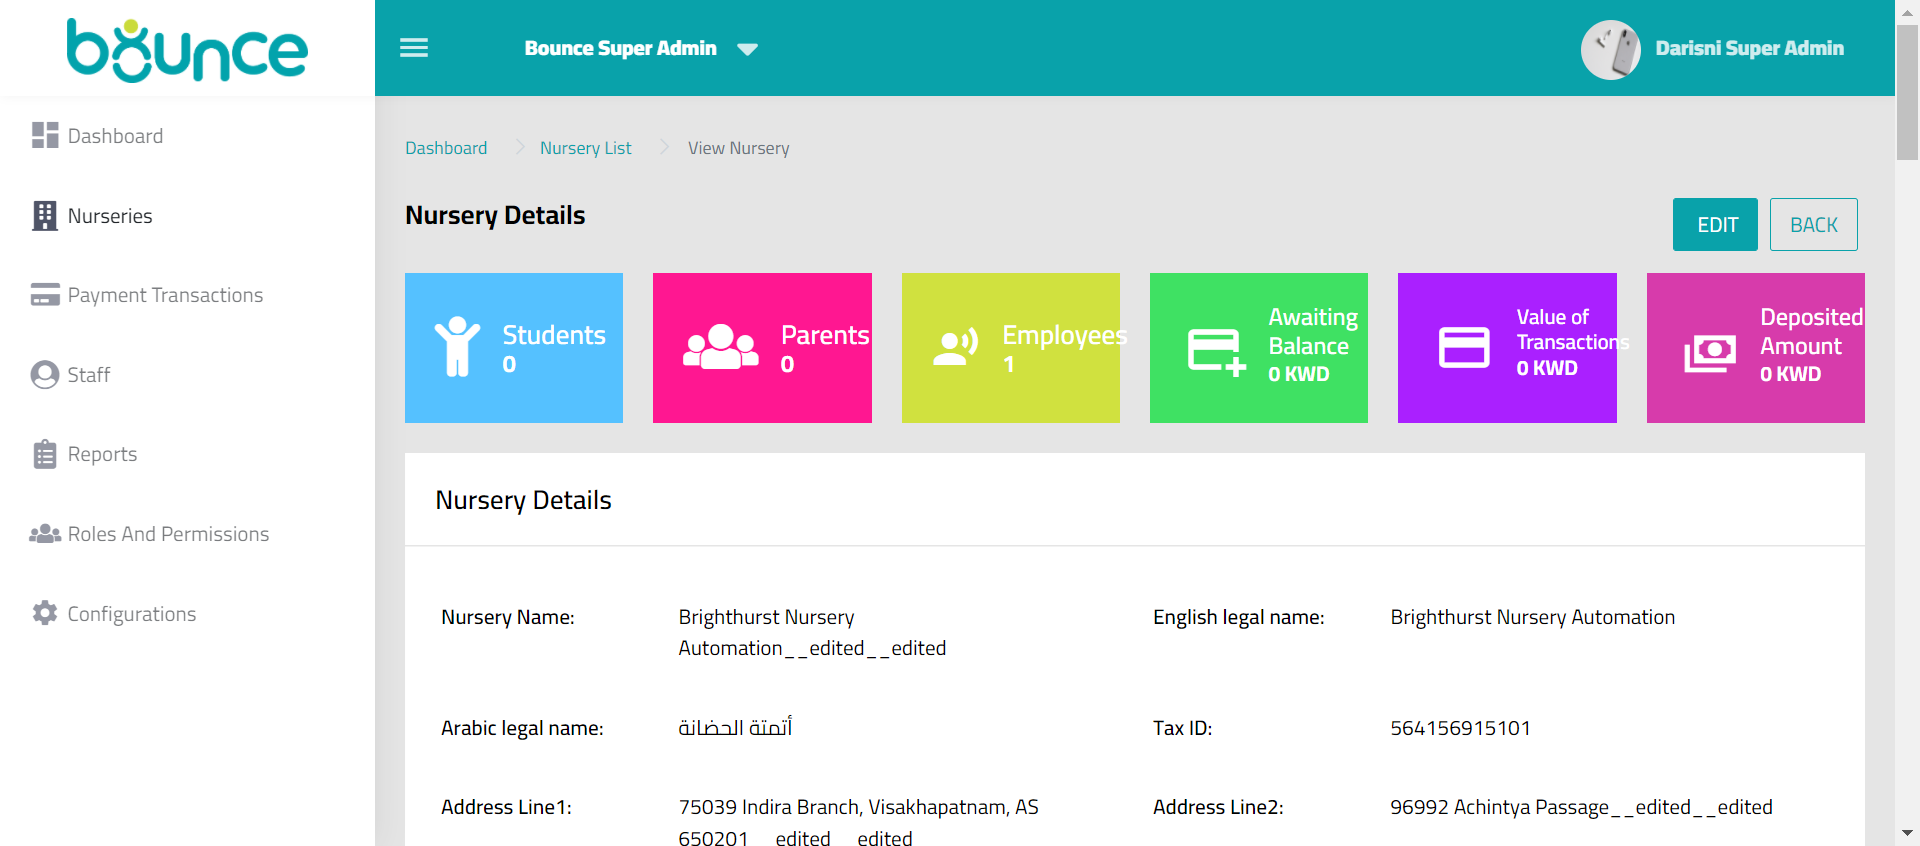 bounce
Bounce Super Admin
Darisni Super Admin
Dashboard
Nurseries
Payment Transactions
Staff
Reports
Roles And Permissions
Configurations
Dashboard
Nursery List
View Nursery
Nursery Details
EDIT
BACK
Students
0
Parents
0
Employees
1
Awaiting
Balance
0 KWD
Value of
Transactions
0 KWD
Deposited
Amount
0 KWD
Nursery Details
Nursery Name:
Brighthurst Nursery
Automation__edited__edited
English legal name:
Brighthurst Nursery Automation
Arabic legal name:
أتمتة الحضانة
Tax ID:
564156915101
Address Line1:
75039 Indira Branch, Visakhapatnam, AS
650201__edited__edited
Address Line2:
96992 Achintya Passage__edited__edited